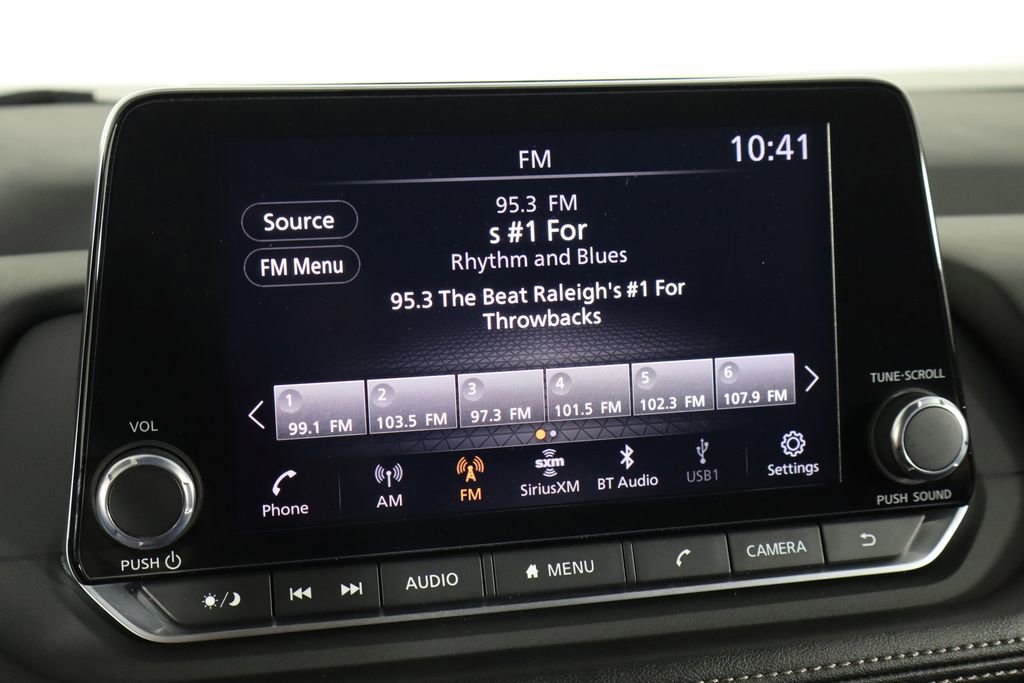 FM
10:41
Source
FM Menu
95.3 FM
s #1 For
Rhythm and Blues
95.3 The Beat Raleigh's #1 For
Throwbacks
1
99.1 FM
2
103.5 FM
3
97.3 FM
4
101.5 FM
5
102.3 FM
6
107.9 FM
Phone
AM
FM
sxm
SiriusXM
BT Audio
USB1
Settings
VOL
PUSH
TUNE·SCROLL
PUSH SOUND
AUDIO
MENU
CAMERA